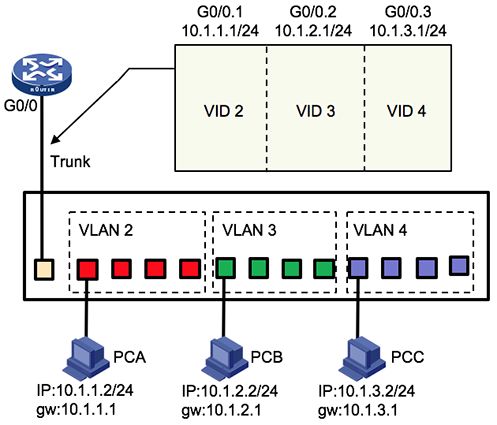 G0/0.1 G0/0.2 G0/0.3
10.1.1.1/24 10.1.2.1/24 10.1.3.1/24
ROUTER
G0/0
VID 2 VID 3 VID 4
Trunk
VLAN 2 VLAN 3 VLAN 4
PCA PCB PCC
IP:10.1.1.2/24 IP:10.1.2.2/24 IP:10.1.3.2/24
gw:10.1.1.1 gw:10.1.2.1 gw:10.1.3.1